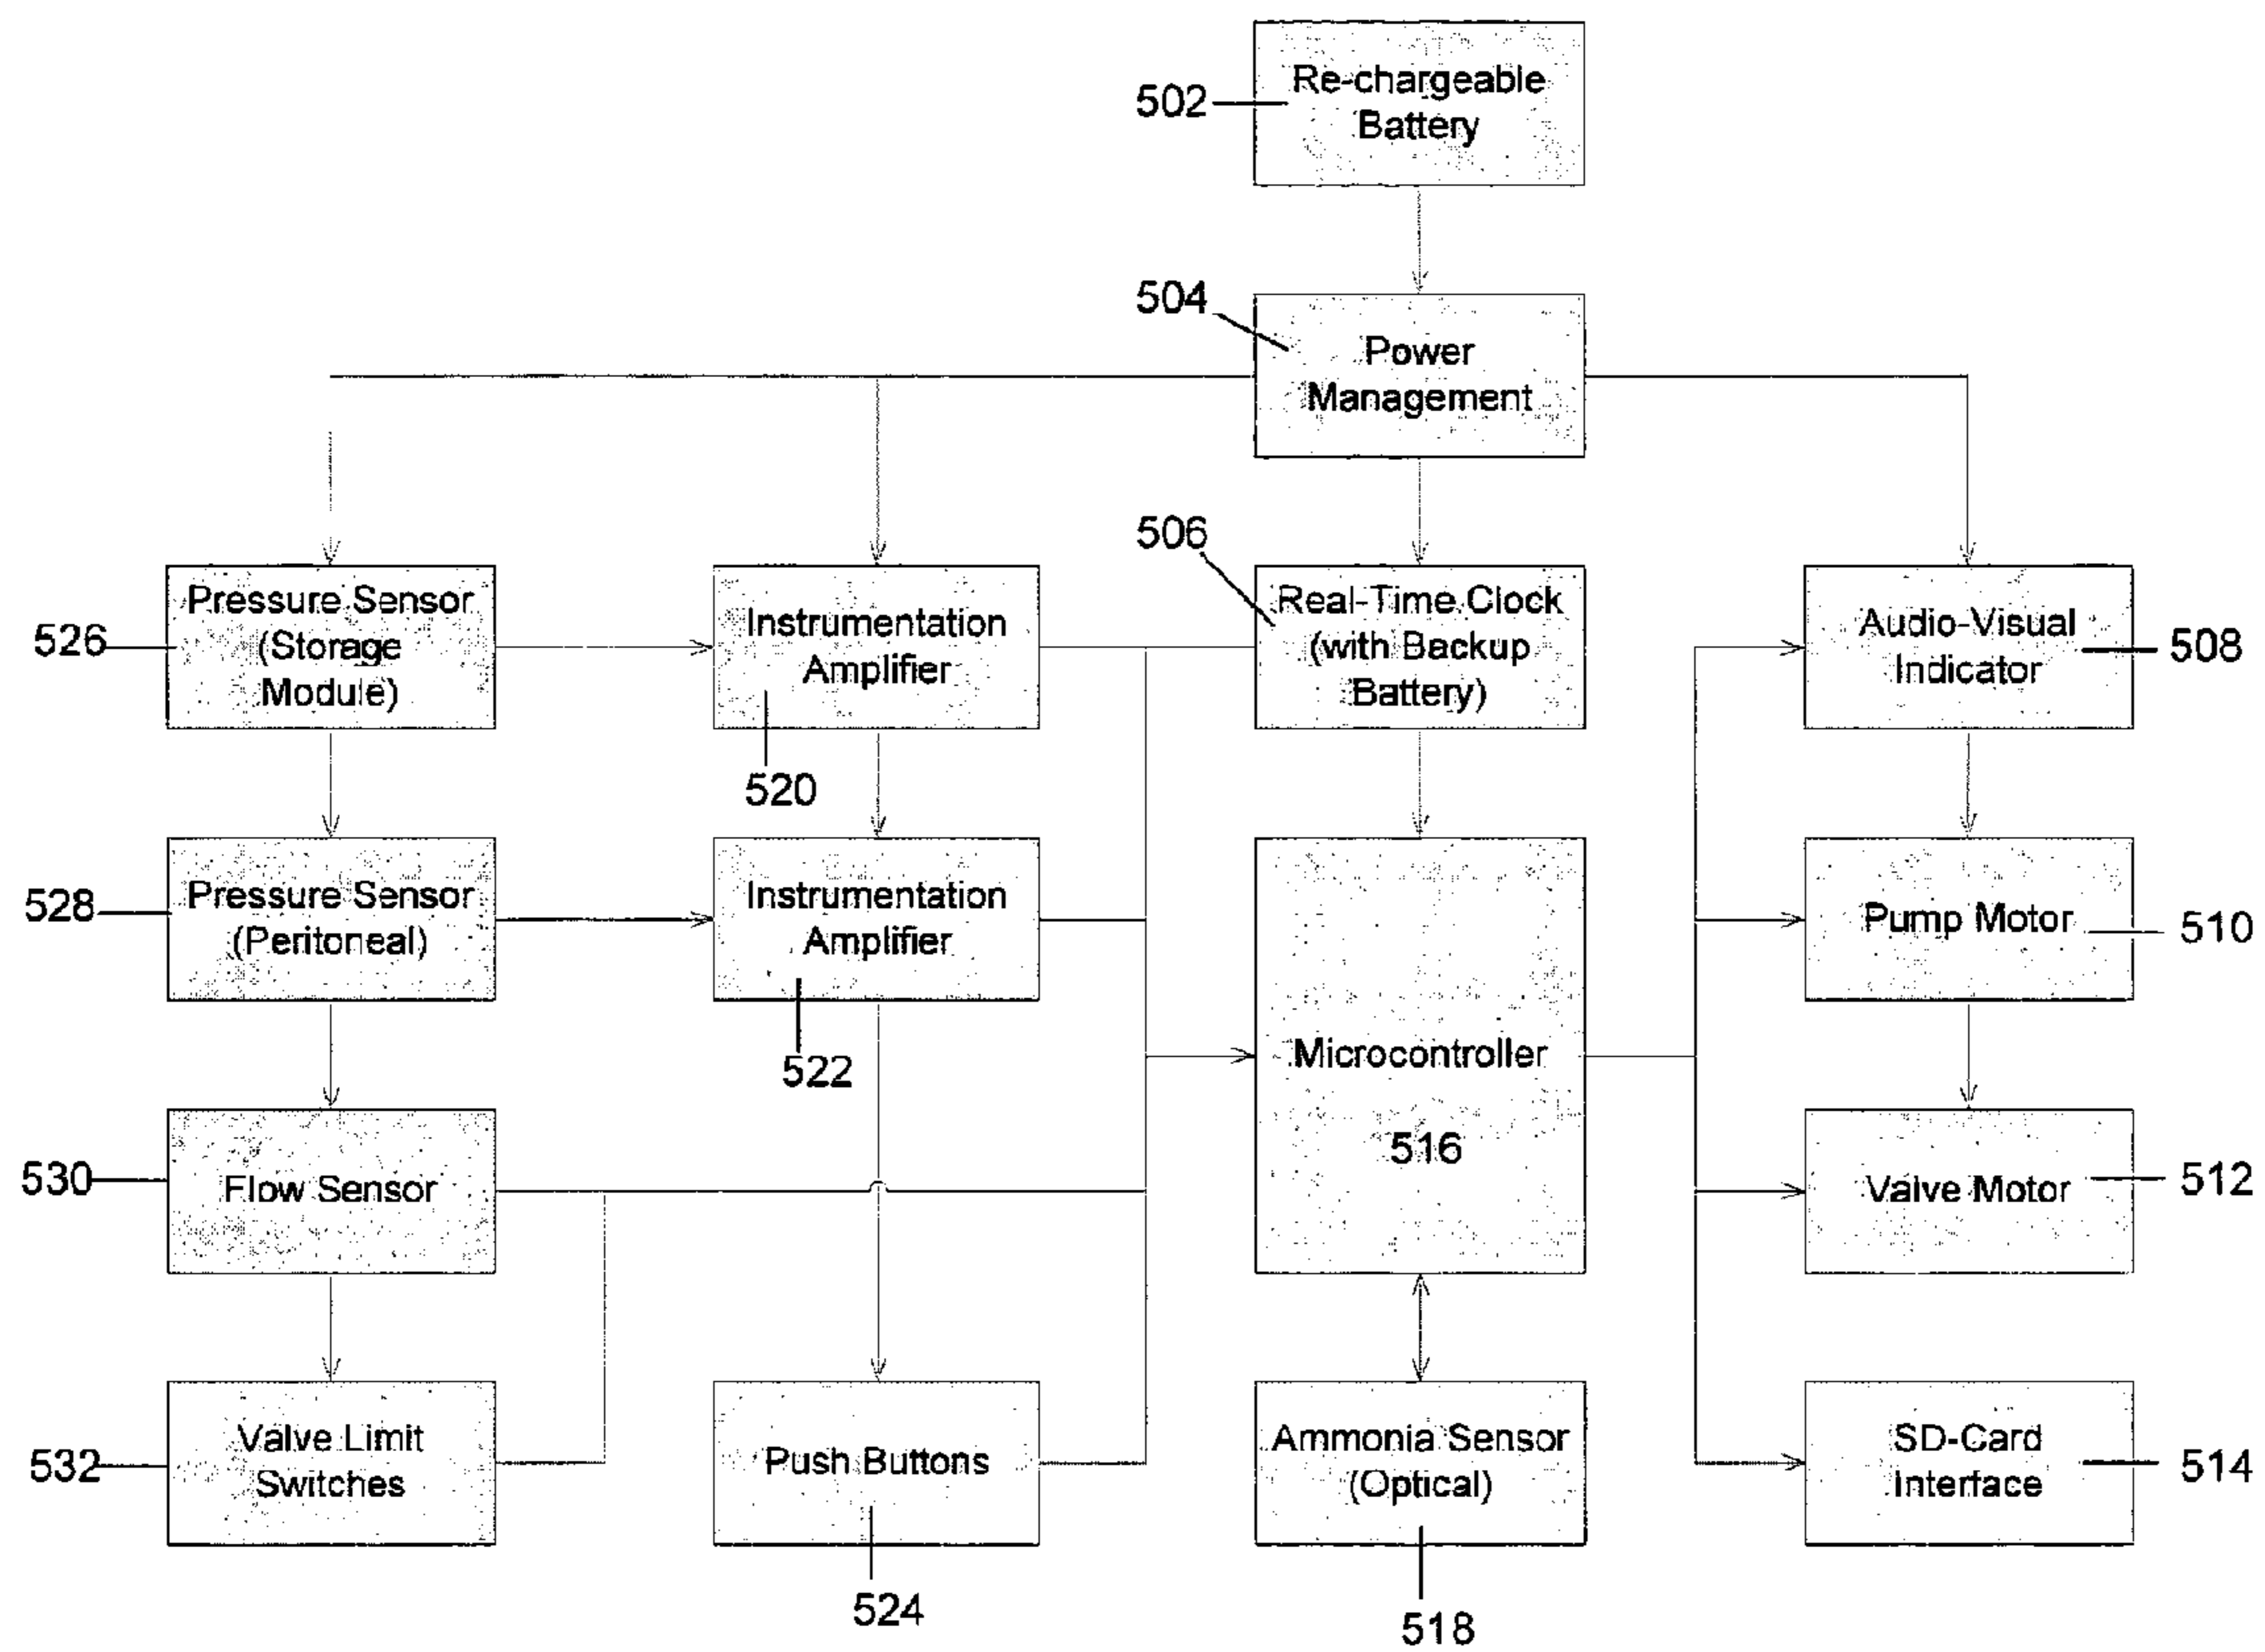 502
Re-chargeable
Battery
504
Power
Management
506
526
Pressure Sensor
(Storage
Module)
Instrumentation
Amplifier
520
Real-Time Clock
(with Backup
Battery)
Audio-Visual
Indicator
508
528
Pressure Sensor
(Peritoneal)
Instrumentation
Amplifier
522
Microcontroller
516
Pump Motor
510
530
Flow Sensor
Valve Motor
512
532
Valve Limit
Switches
Push Buttons
524
Ammonia Sensor
(Optical)
518
SD-Card
Interface
514